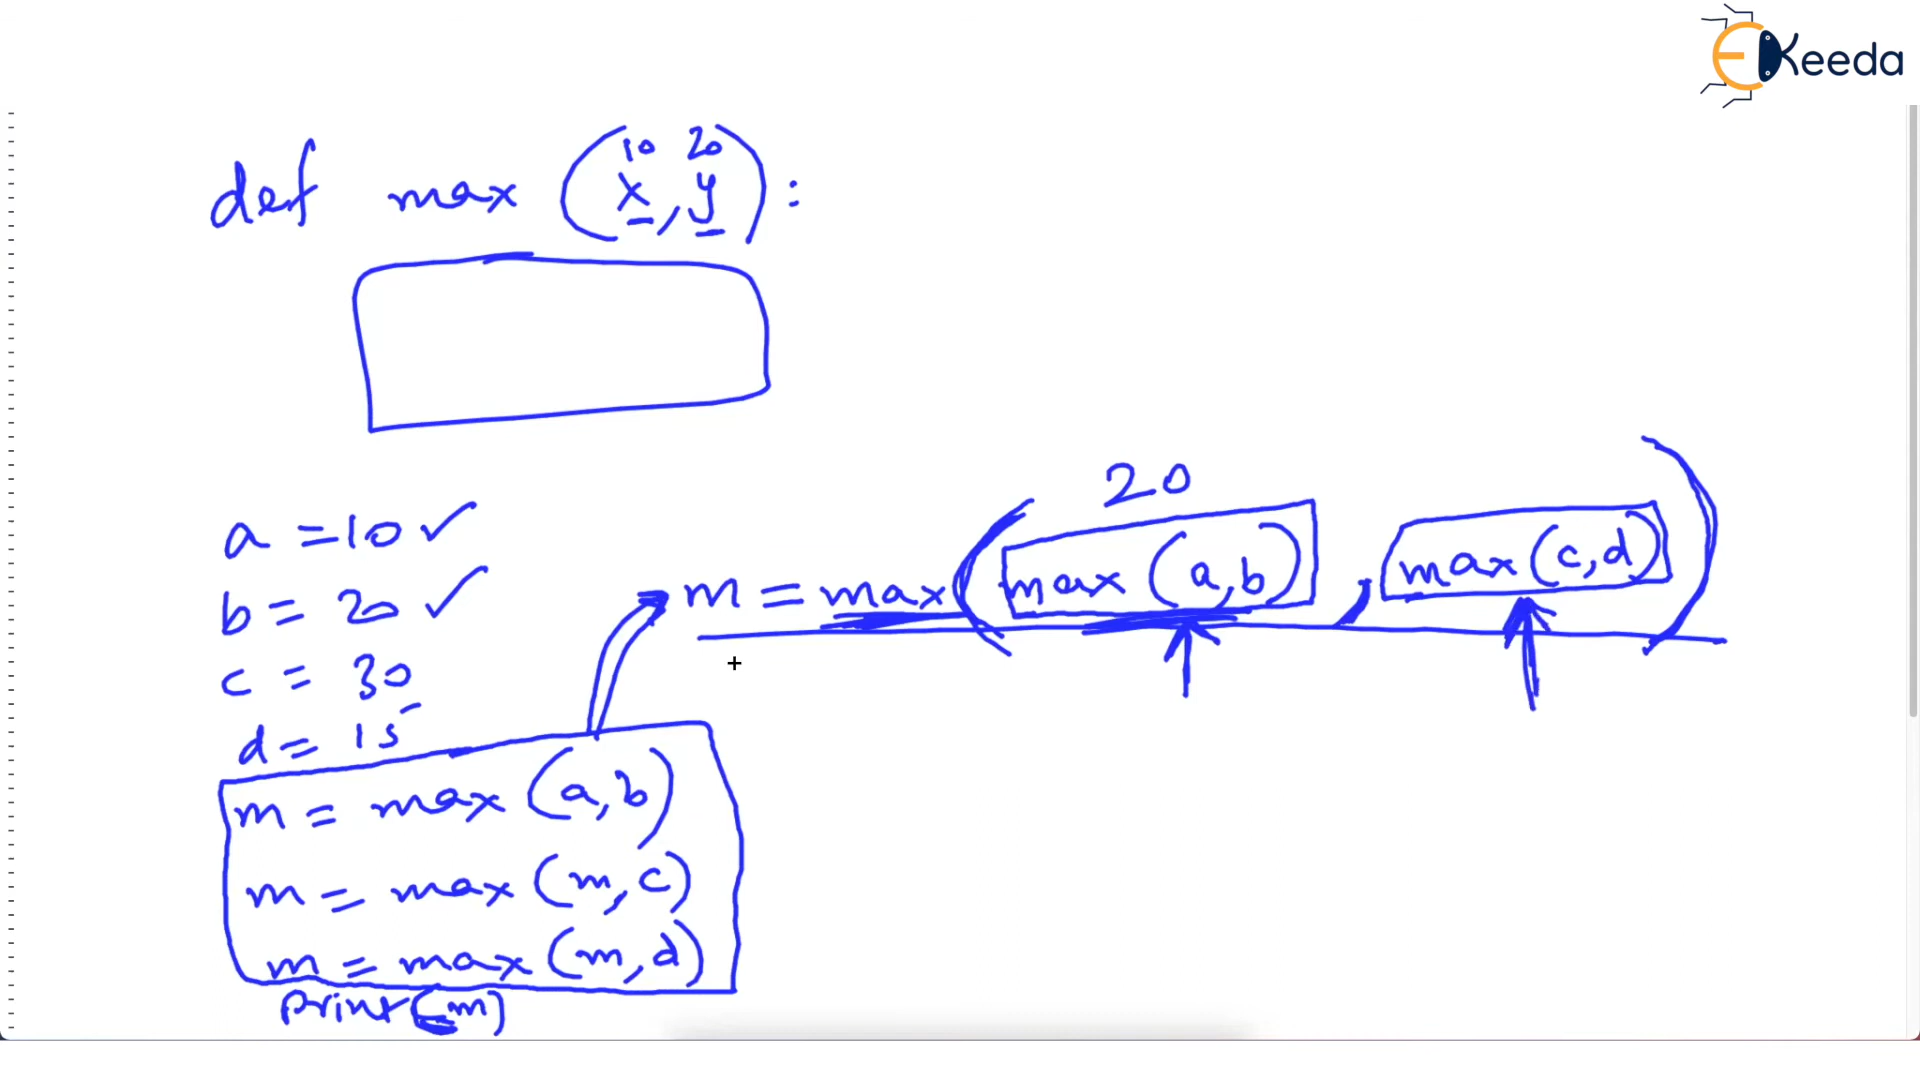 EKeeda
10 20
def max (x, y):
a = 10 ✓
b = 20 ✓
c = 30
d = 15
20
m = max( max(a,b) , max(c,d) )
m = max (a,b)
m = max (m,c)
m = max (m,d)
print(m)